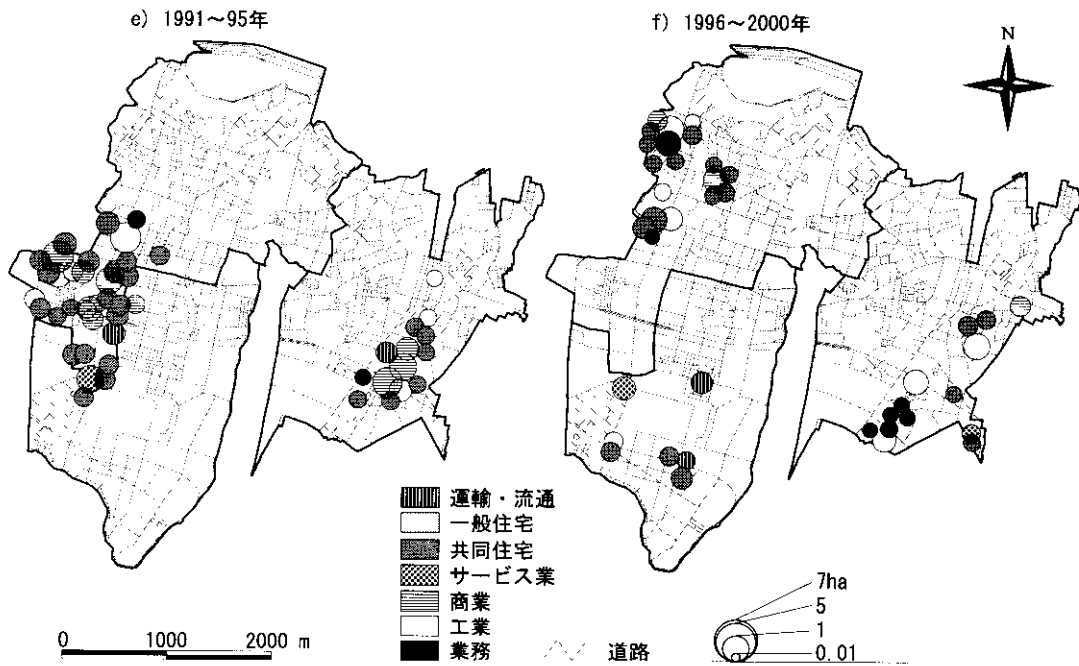 e) 1991～95年
f) 1996～2000年
N
運輸・流通
一般住宅
共同住宅
サービス業
商業
工業
業務
道路
0 1000 2000 m
7ha
5
1
0.01